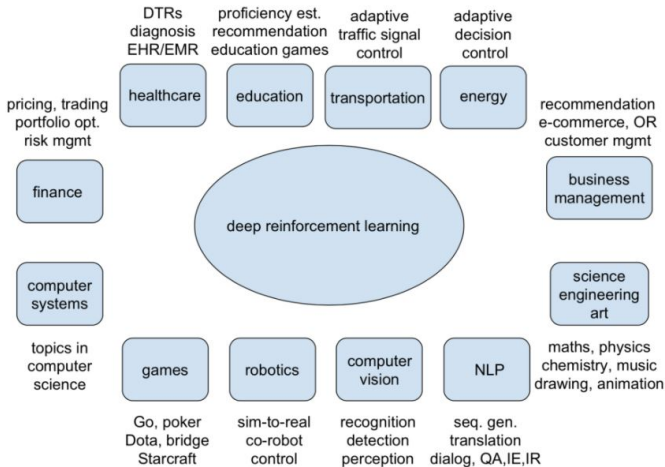 DTRs
diagnosis
EHR/EMR
healthcare
proficiency est.
recommendation
education games
education
adaptive
traffic signal
control
transportation
adaptive
decision
control
energy
pricing, trading
portfolio opt.
risk mgmt
finance
recommendation
e-commerce, OR
customer mgmt
business
management
deep reinforcement learning
computer
systems
topics in
computer
science
science
engineering
art
maths, physics
chemistry, music
drawing, animation
games
Go, poker
Dota, bridge
Starcraft
robotics
sim-to-real
co-robot
control
computer
vision
recognition
detection
perception
NLP
seq. gen.
translation
dialog, QA,IE,IR